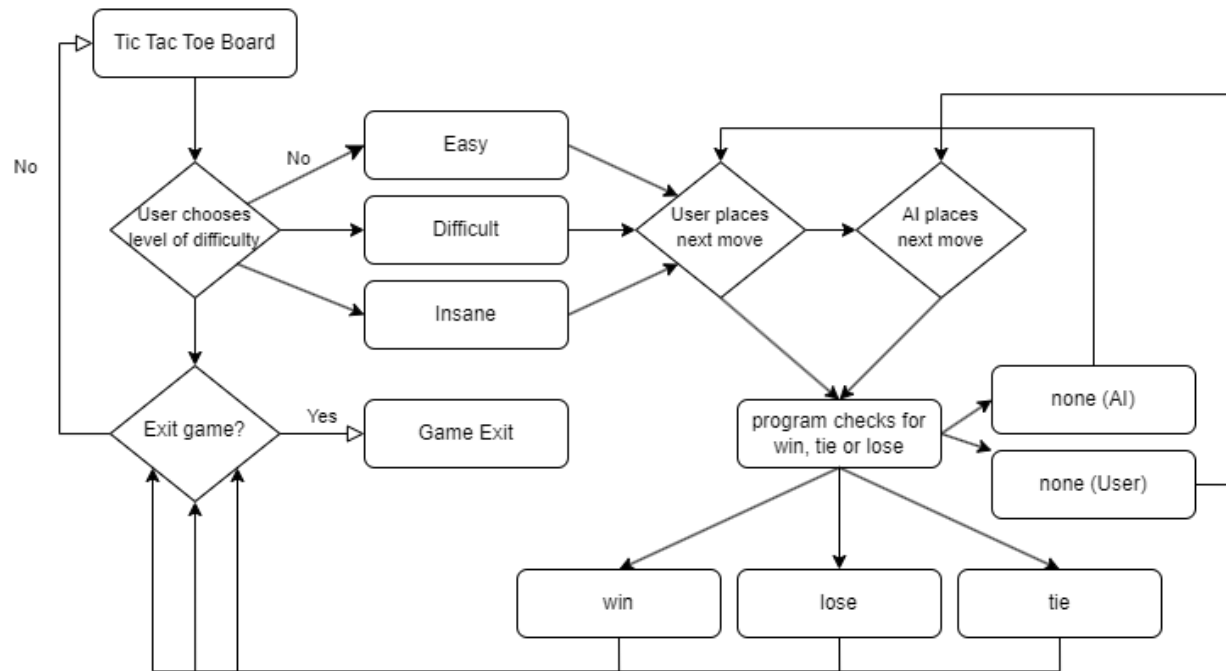 Tic Tac Toe Board
No
No
Easy
User chooses
level of difficulty
Difficult
User places
next move
AI places
next move
Insane
Exit game?
Yes
Game Exit
program checks for
win, tie or lose
none (AI)
none (User)
win
lose
tie